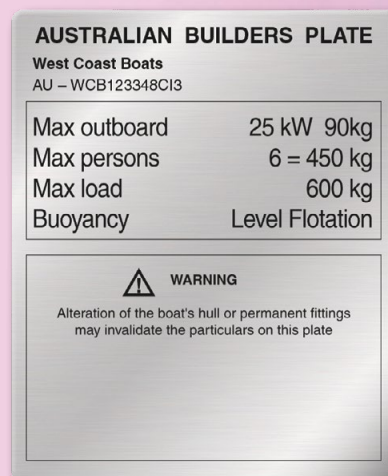 AUSTRALIAN BUILDERS PLATE
West Coast Boats
AU – WCB123348CI3
Max outboard 25 kW 90kg
Max persons 6 = 450 kg
Max load 600 kg
Buoyancy Level Flotation
WARNING
Alteration of the boat's hull or permanent fittings
may invalidate the particulars on this plate